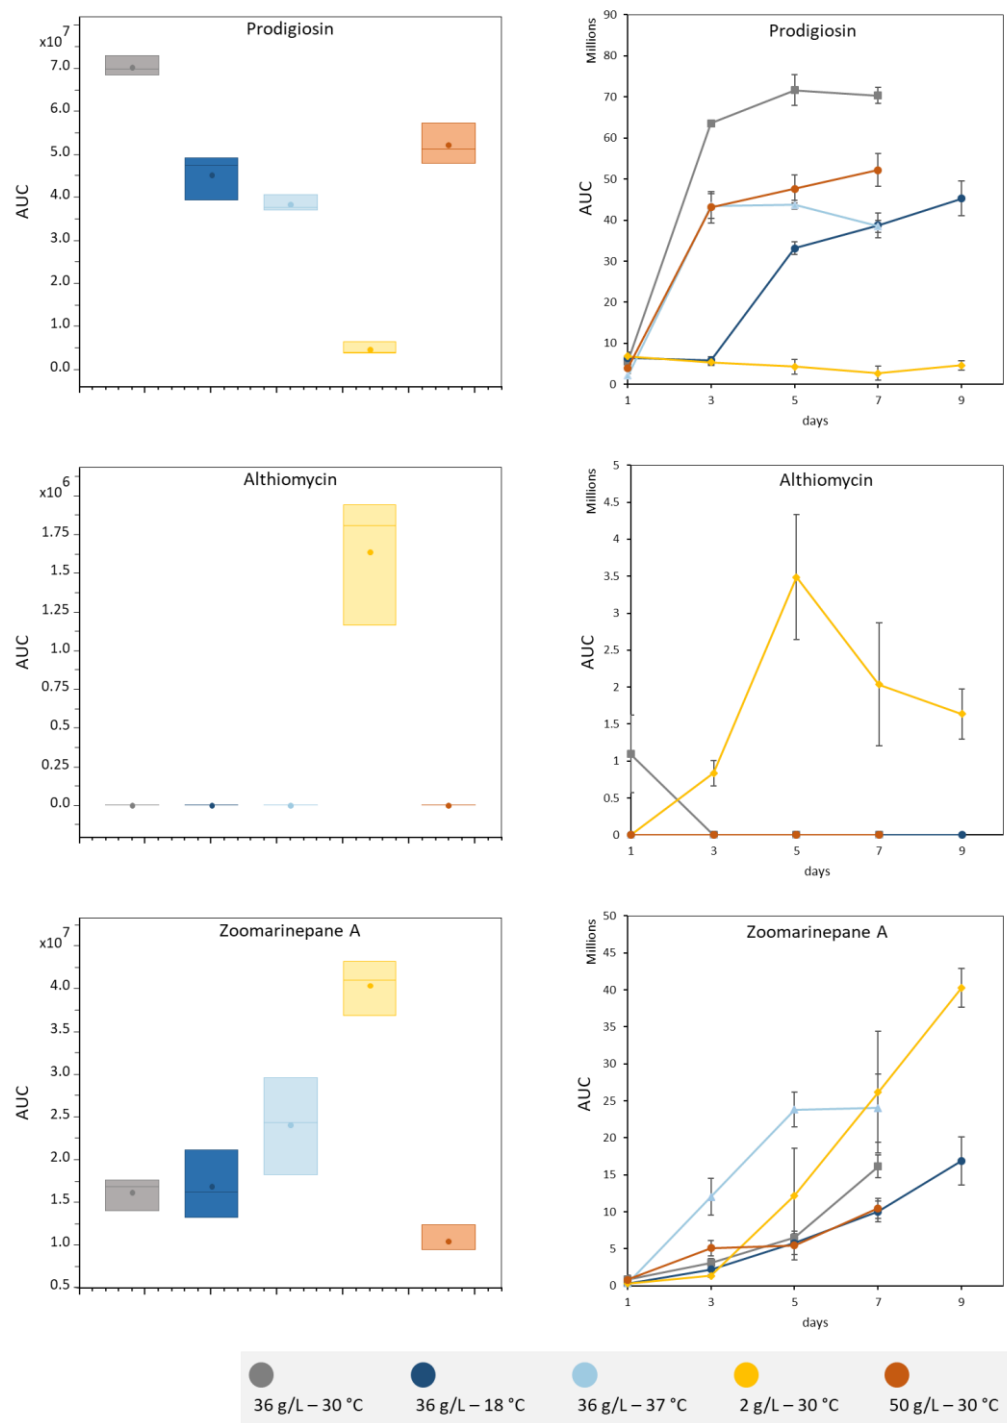 Prodigiosin
x10⁷
7.0
6.0
5.0
4.0
3.0
2.0
1.0
0.0
AUC
Prodigiosin
Millions
90
80
70
60
50
40
30
20
10
0
AUC
1 3 5 7 9
days
Althiomycin
x10⁶
1.75
1.5
1.25
1.0
0.75
0.5
0.25
0.0
AUC
Althiomycin
Millions
5
4.5
4
3.5
3
2.5
2
1.5
1
0.5
0
AUC
1 3 5 7 9
days
Zoomarinepane A
x10⁷
4.0
3.5
3.0
2.5
2.0
1.5
1.0
0.5
AUC
Zoomarinepane A
Millions
50
45
40
35
30
25
20
15
10
5
0
AUC
1 3 5 7 9
days
36 g/L – 30 °C 36 g/L – 18 °C 36 g/L – 37 °C 2 g/L – 30 °C 50 g/L – 30 °C